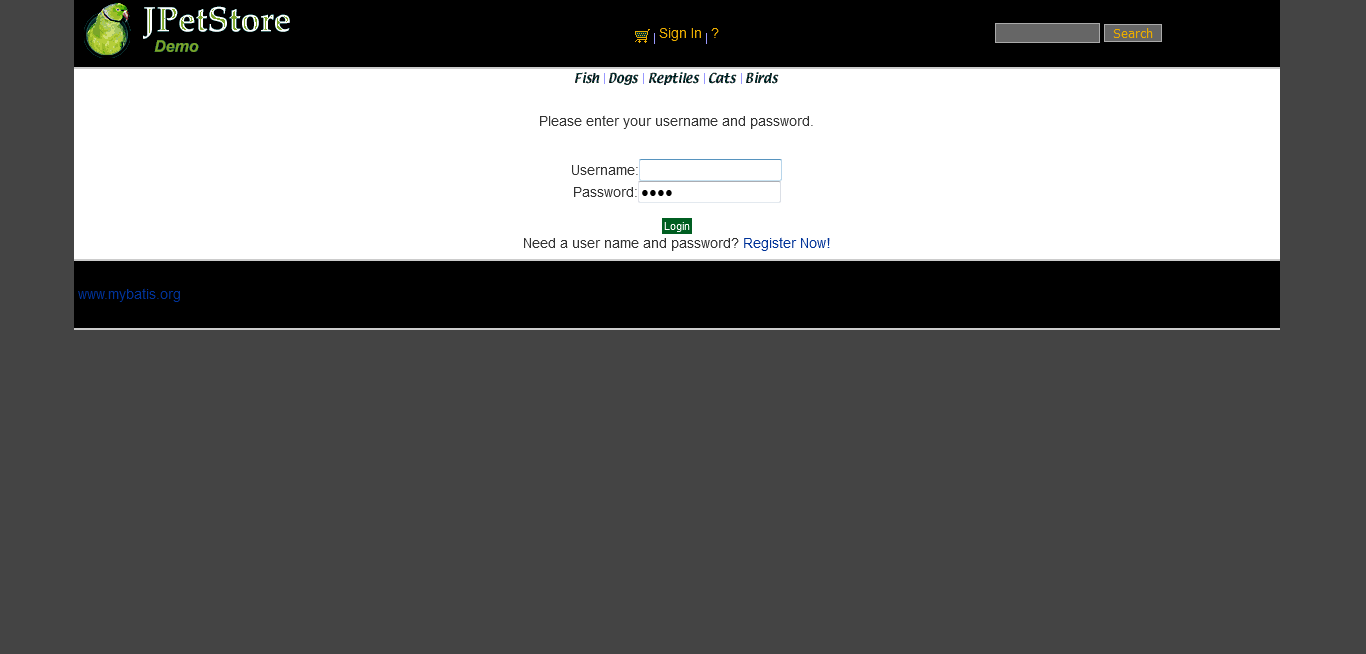 JPetStore
Demo
Sign In | ?
Search
Fish | Dogs | Reptiles | Cats | Birds
Please enter your username and password.
Username:
Password: ●●●●
Login
Need a user name and password? Register Now!
www.mybatis.org